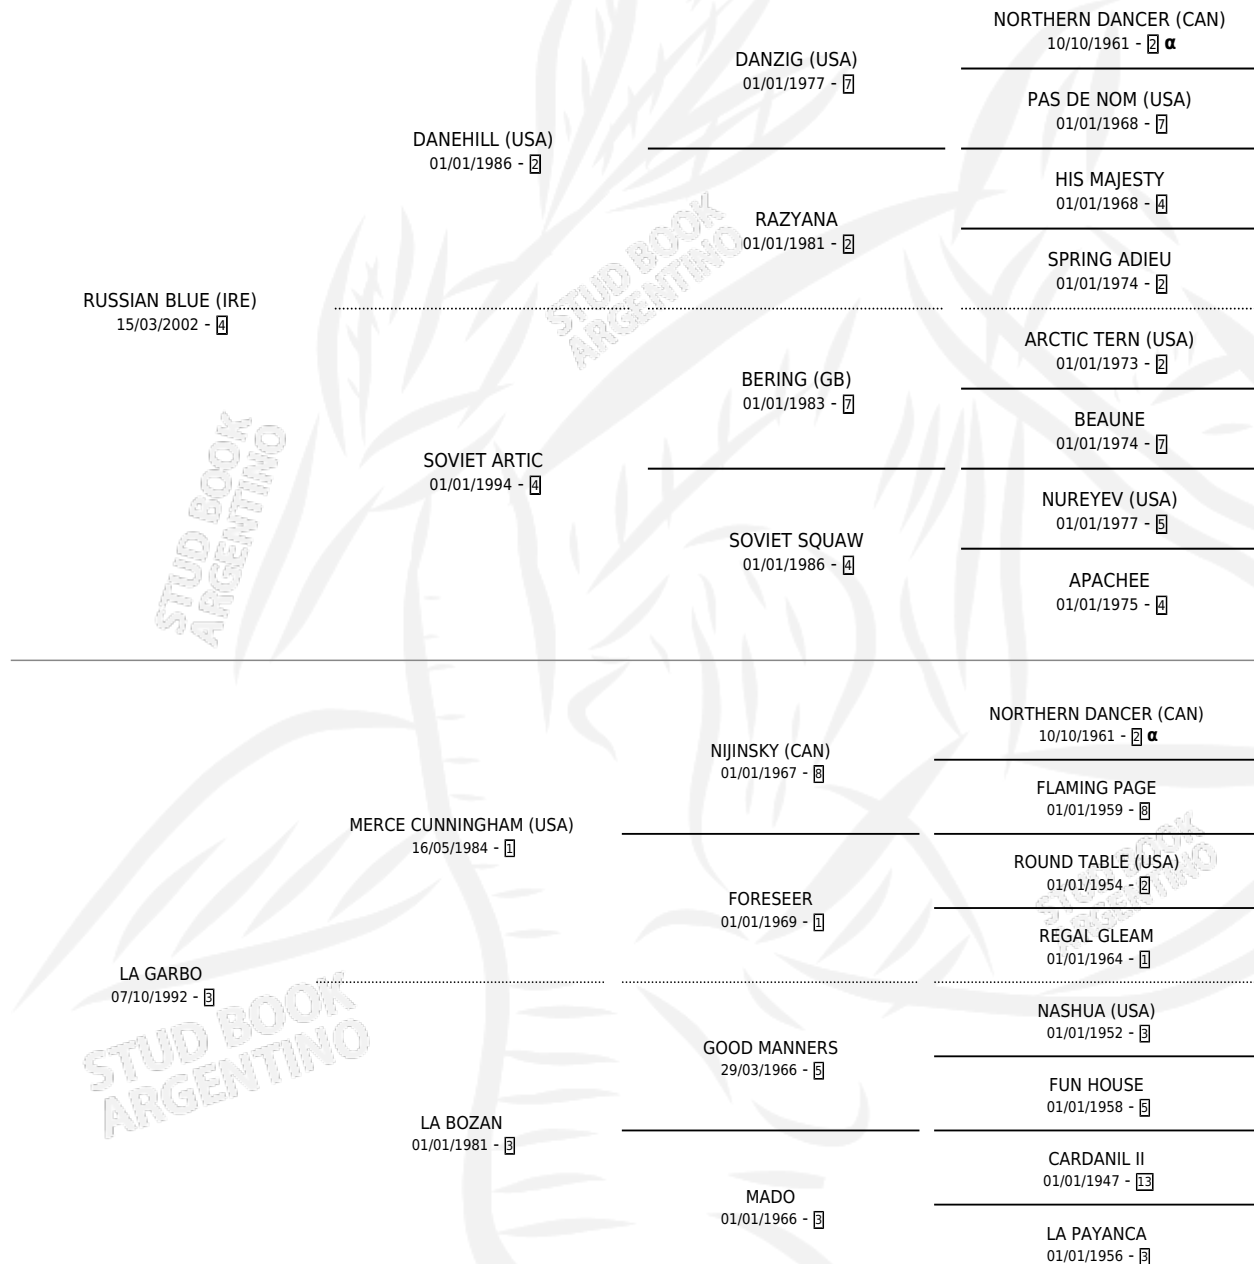 NORTHERN DANCER (CAN)
10/10/1961 - 2 α
DANZIG (USA)
01/01/1977 - 7
PAS DE NOM (USA)
01/01/1968 - 7
DANEHILL (USA)
01/01/1986 - 2
HIS MAJESTY
01/01/1968 - 4
RAZYANA
01/01/1981 - 2
SPRING ADIEU
01/01/1974 - 2
STUD BOOK
ARGENTINO
RUSSIAN BLUE (IRE)
15/03/2002 - 4
ARCTIC TERN (USA)
01/01/1973 - 2
BERING (GB)
01/01/1983 - 7
BEAUNE
01/01/1974 - 7
SOVIET ARTIC
01/01/1994 - 4
NUREYEV (USA)
01/01/1977 - 5
SOVIET SQUAW
01/01/1986 - 4
APACHEE
01/01/1975 - 4
STUD BOOK
ARGENTINO
NORTHERN DANCER (CAN)
10/10/1961 - 2 α
NIJINSKY (CAN)
01/01/1967 - 8
FLAMING PAGE
01/01/1959 - 8
MERCE CUNNINGHAM (USA)
16/05/1984 - 1
ROUND TABLE (USA)
01/01/1954 - 2
STUD BOOK
ARGENTINO
FORESEER
01/01/1969 - 1
REGAL GLEAM
01/01/1964 - 1
LA GARBO
07/10/1992 - 3
STUD BOOK
ARGENTINO
NASHUA (USA)
01/01/1952 - 3
GOOD MANNERS
29/03/1966 - 5
FUN HOUSE
01/01/1958 - 5
LA BOZAN
01/01/1981 - 3
CARDANIL II
01/01/1947 - 13
MADO
01/01/1966 - 3
LA PAYANCA
01/01/1956 - 3